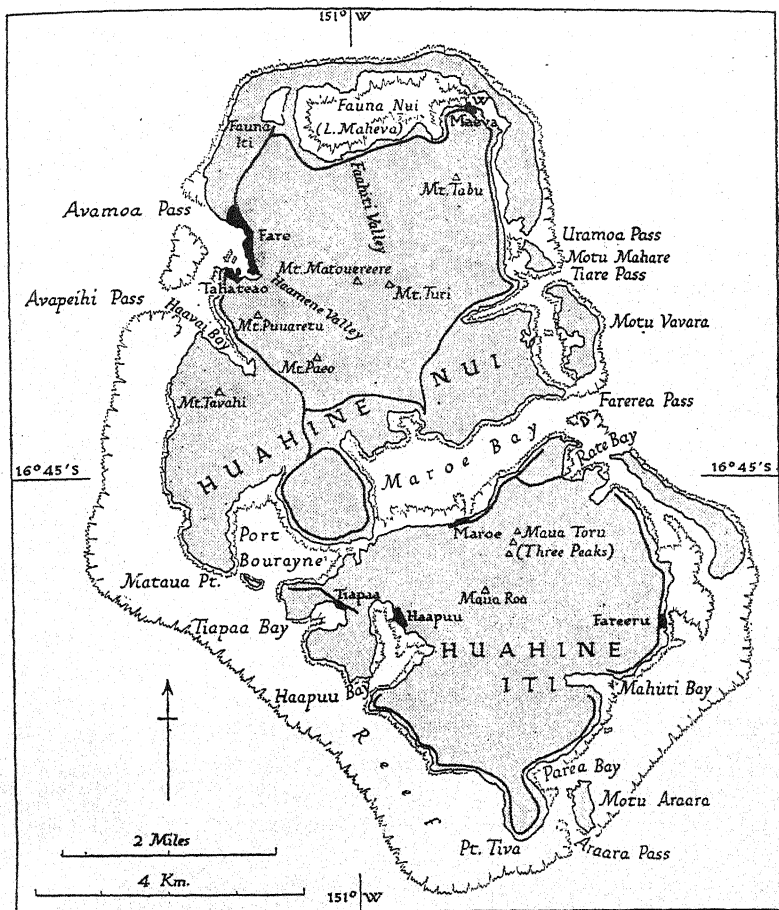 151° W
Fauna Nui
(L. Maheva)
W
Maeva
Fauna
Iti
Mt. Tabu
Faahiti Valley
Avamoa Pass
Fare
Uramoa Pass
Motu Mahare
Tiare Pass
Mt. Matouereere
Mt. Turi
Tahateao
Avapeihi Pass
Haavai Bay
Haamene Valley
Motu Vavara
Mt. Puuaretu
Mt. Paeo
Mt. Tavahi
HUAHINE NUI
Farerea Pass
Maroe Bay
Rate Bay
16°45'S
16°45'S
Port
Bourayne
Maroe
Maua Toru
(Three Peaks)
Mataua Pt.
Tiapaa
Maua Roa
Haapuu
Fareeru
Tiapaa Bay
HUAHINE
ITI
Haapuu Bay
Mahuti Bay
Reef
Parea Bay
Motu Araara
Pt. Tiva
Araara Pass
2 Miles
4 Km.
151° W